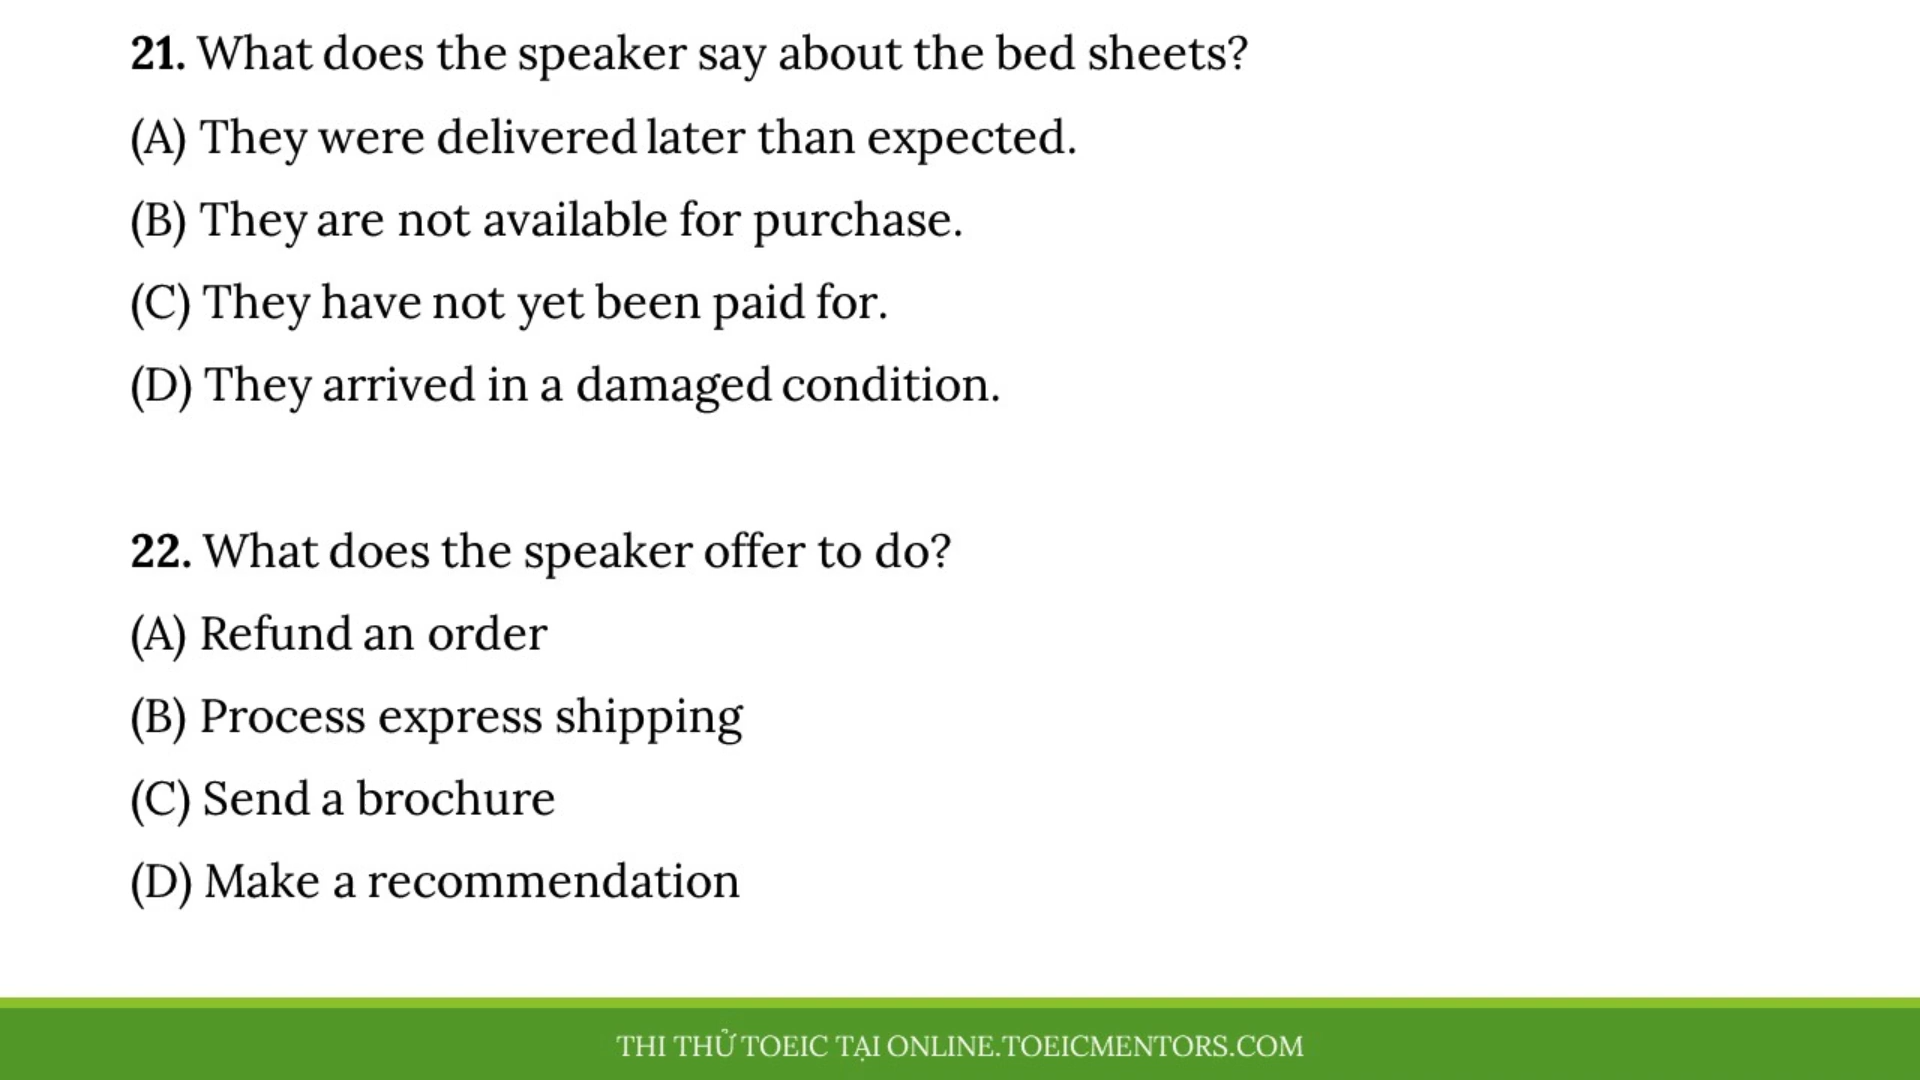 21. What does the speaker say about the bed sheets?
(A) They were delivered later than expected.
(B) They are not available for purchase.
(C) They have not yet been paid for.
(D) They arrived in a damaged condition.
22. What does the speaker offer to do?
(A) Refund an order
(B) Process express shipping
(C) Send a brochure
(D) Make a recommendation
THI THỬ TOEIC TẠI ONLINE.TOEICMENTORS.COM